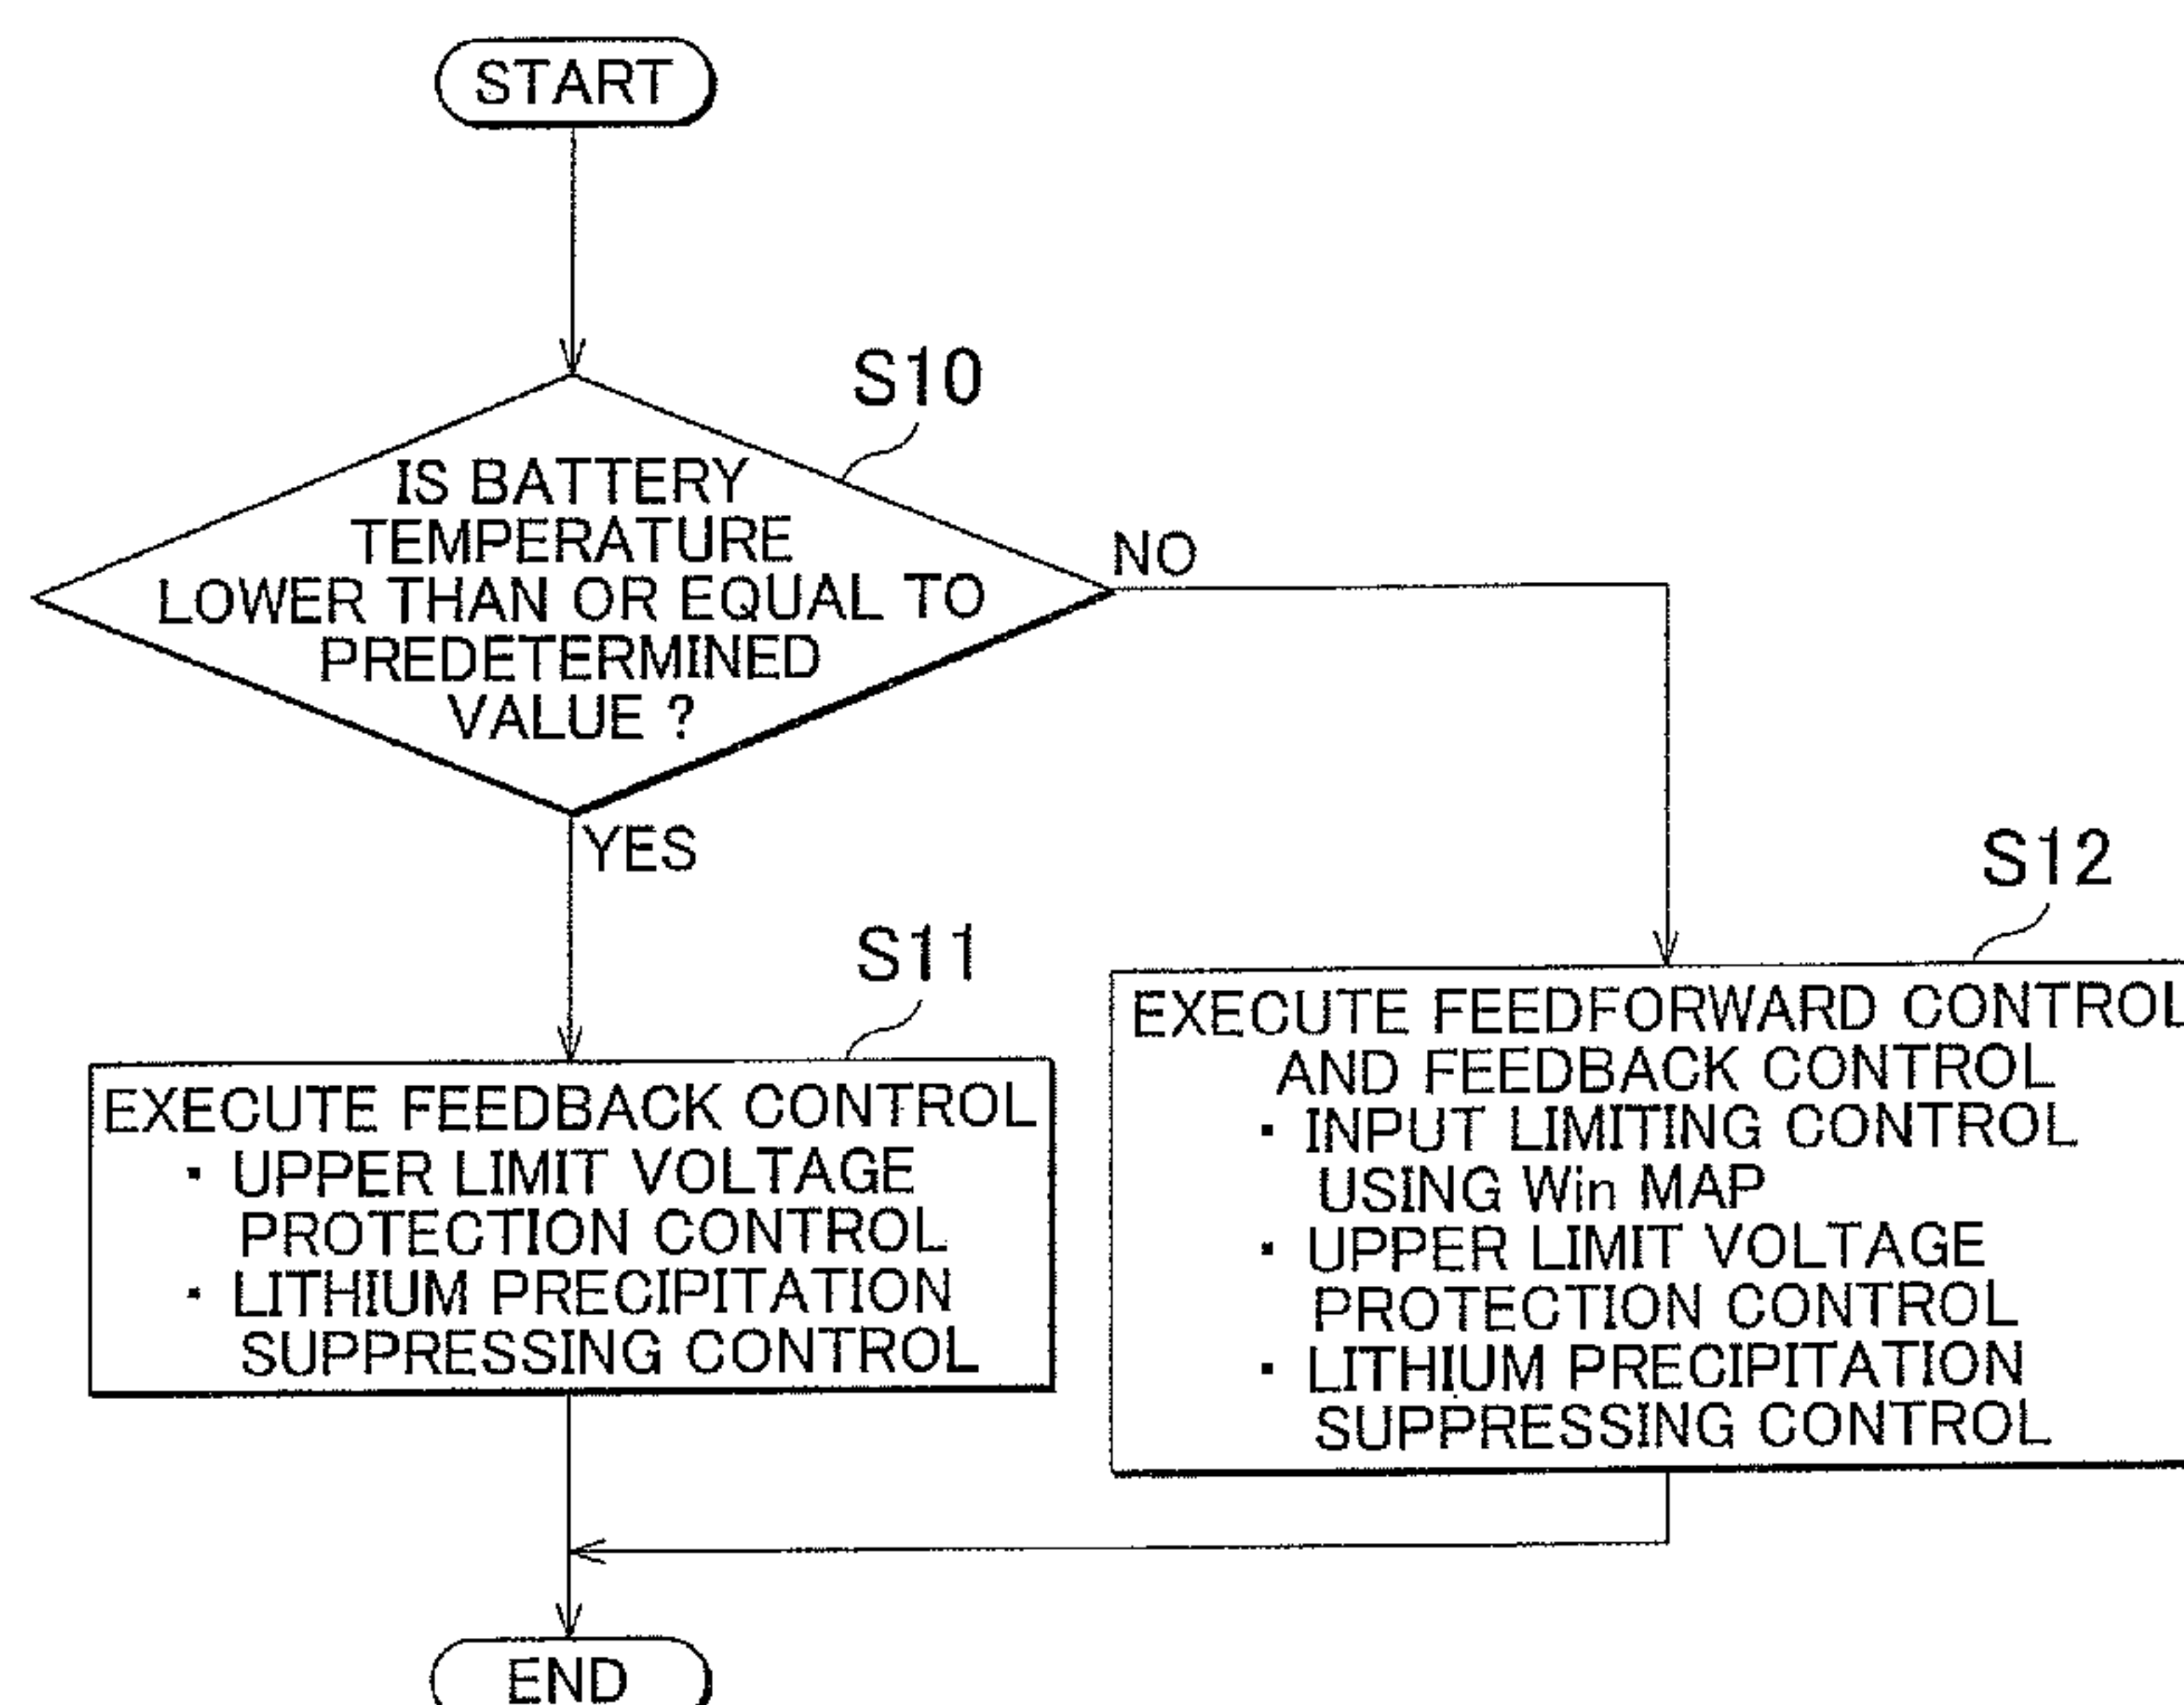 START
S10
IS BATTERY
TEMPERATURE
LOWER THAN OR EQUAL TO
PREDETERMINED
VALUE ?
NO
YES
S11
EXECUTE FEEDBACK CONTROL
・ UPPER LIMIT VOLTAGE
PROTECTION CONTROL
・ LITHIUM PRECIPITATION
SUPPRESSING CONTROL
S12
EXECUTE FEEDFORWARD CONTROL
AND FEEDBACK CONTROL
・ INPUT LIMITING CONTROL
USING Win MAP
・ UPPER LIMIT VOLTAGE
PROTECTION CONTROL
・ LITHIUM PRECIPITATION
SUPPRESSING CONTROL
END